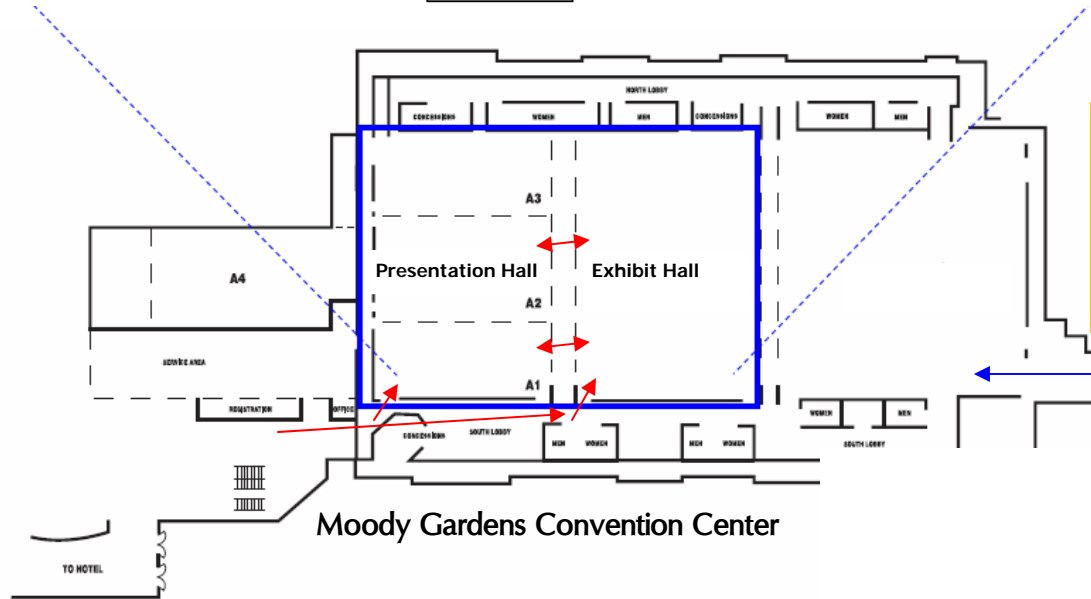 NORTH LOBBY
CONCESSIONS
WOMEN
MEN
CONCESSIONS
WOMEN
MEN
A3
Presentation Hall
Exhibit Hall
A4
A2
SERVICE AREA
A1
REGISTRATION
OFFICE
CONCESSIONS
SOUTH LOBBY
MEN
WOMEN
MEN
WOMEN
WOMEN
MEN
SOUTH LOBBY
Moody Gardens Convention Center
TO HOTEL